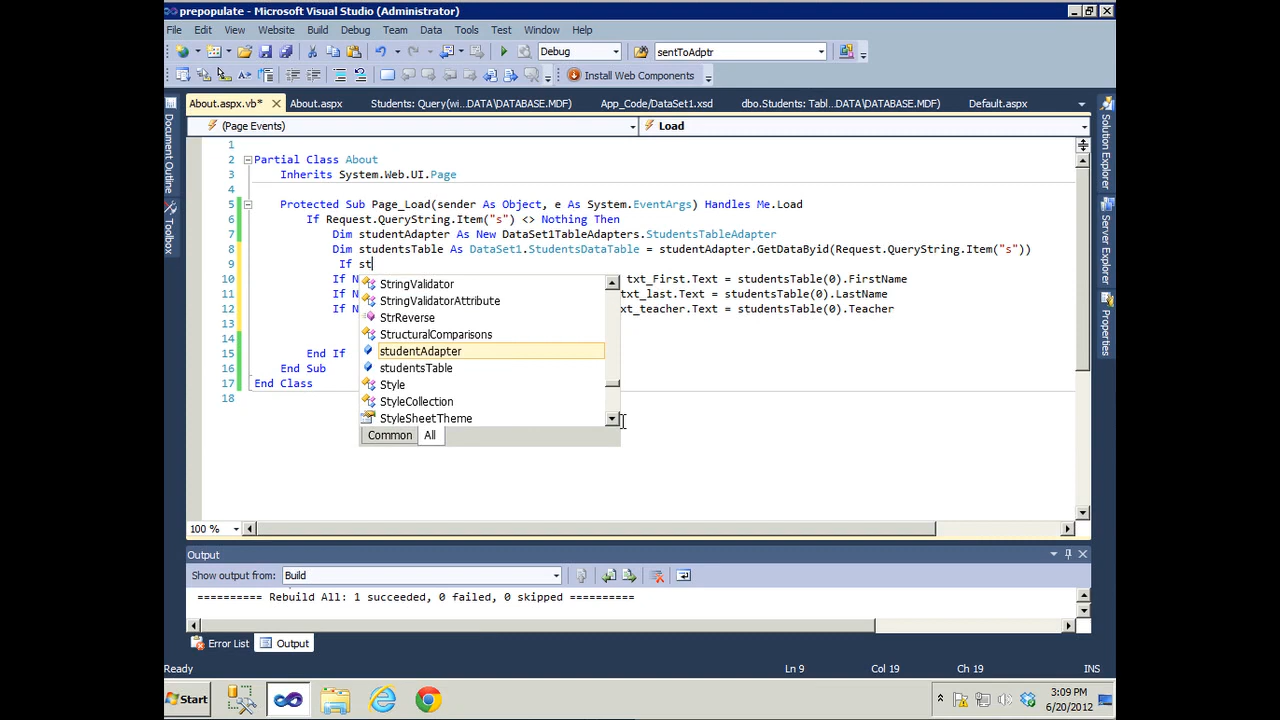 prepopulate - Microsoft Visual Studio (Administrator)
File Edit View Website Build Debug Team Data Tools Test Window Help
Debug sentToAdptr
Install Web Components
About.aspx.vb* About.aspx Students: Query(wi...DATA\DATABASE.MDF) App_Code/DataSet1.xsd dbo.Students: Tabl...DATA\DATABASE.MDF) Default.aspx
(Page Events) Load
Document Outline
Toolbox
Solution Explorer
Server Explorer
Properties
1
2 Partial Class About
3 Inherits System.Web.UI.Page
4
5 Protected Sub Page_Load(sender As Object, e As System.EventArgs) Handles Me.Load
6 If Request.QueryString.Item("s") <> Nothing Then
7 Dim studentAdapter As New DataSet1TableAdapters.StudentsTableAdapter
8 Dim studentsTable As DataSet1.StudentsDataTable = studentAdapter.GetDataByid(Request.QueryString.Item("s"))
9 If st
10 If N txt_First.Text = studentsTable(0).FirstName
11 If N txt_last.Text = studentsTable(0).LastName
12 If N xt_teacher.Text = studentsTable(0).Teacher
13
14
15 End If
16 End Sub
17 End Class
18
StringValidator
StringValidatorAttribute
StrReverse
StructuralComparisons
studentAdapter
studentsTable
Style
StyleCollection
StyleSheetTheme
Common All
100 %
Output
Show output from: Build
========== Rebuild All: 1 succeeded, 0 failed, 0 skipped ==========
Error List Output
Ready Ln 9 Col 19 Ch 19 INS
Start 3:09 PM
6/20/2012